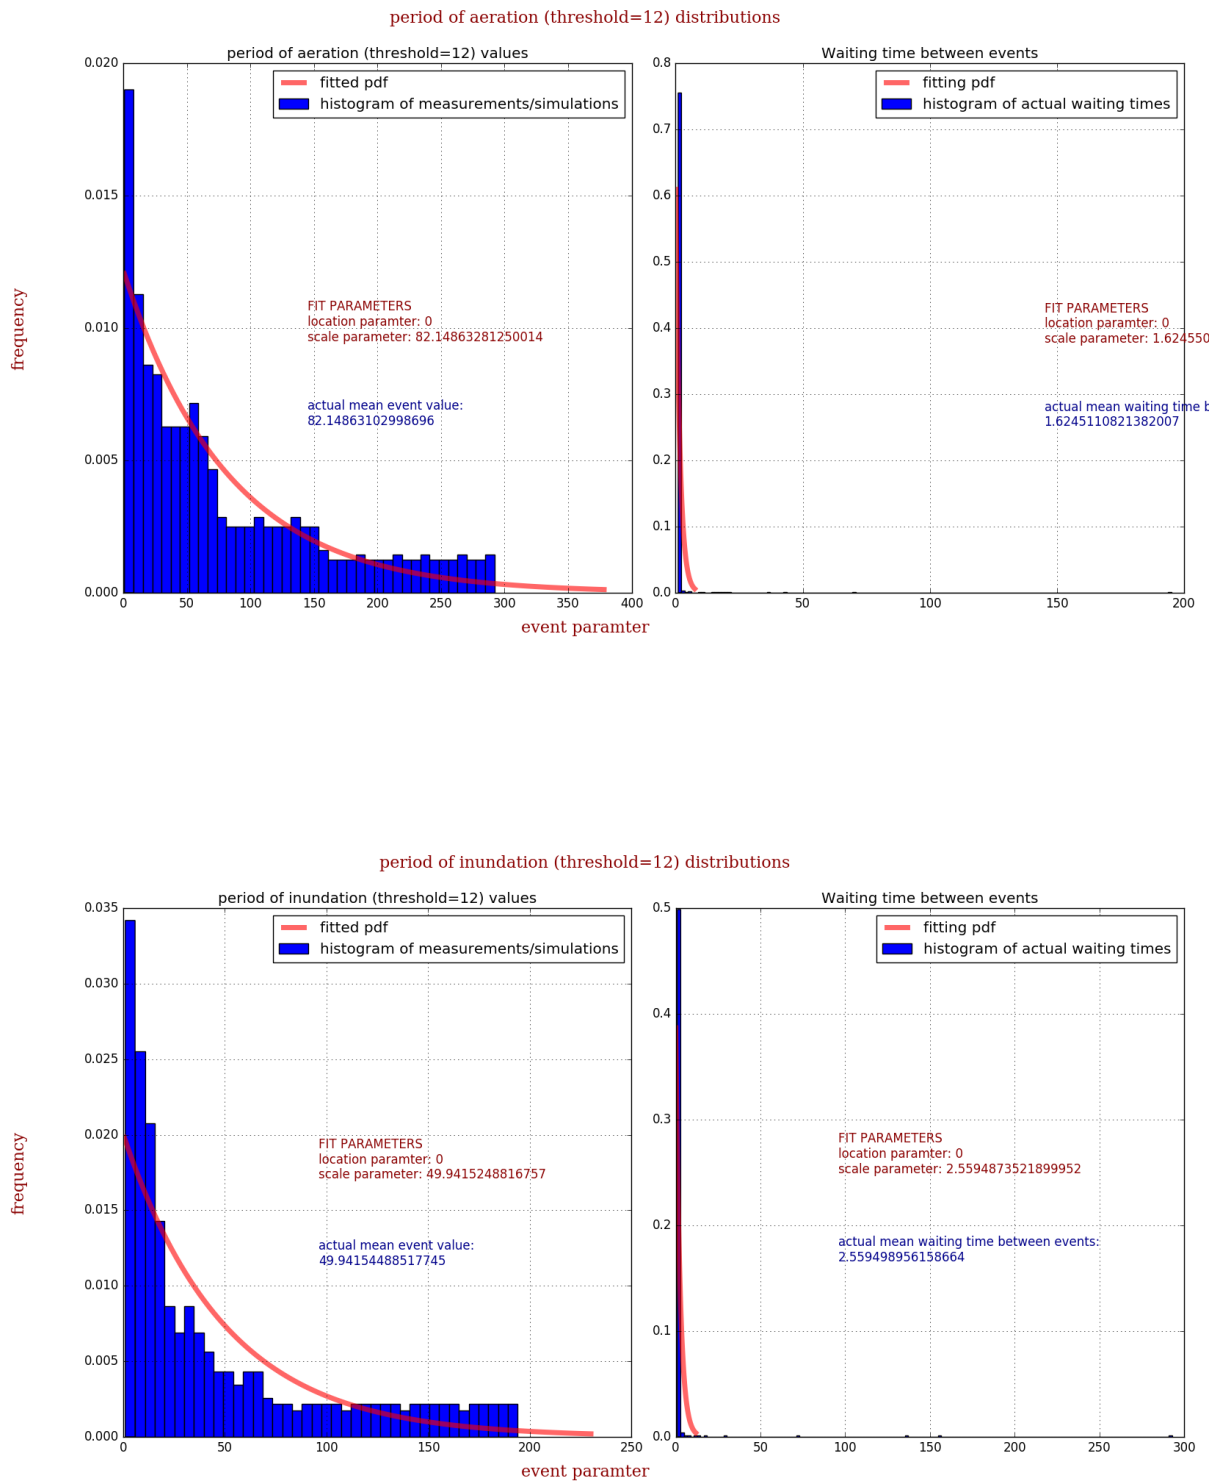 period of aeration (threshold=12) distributions
period of aeration (threshold=12) values
fitted pdf
histogram of measurements/simulations
0.020
0.015
0.010
0.005
0.000
frequency
FIT PARAMETERS
location paramter: 0
scale parameter: 82.14863281250014
actual mean event value:
82.14863102998696
0 50 100 150 200 250 300 350 400
Waiting time between events
fitting pdf
histogram of actual waiting times
0.8
0.7
0.6
0.5
0.4
0.3
0.2
0.1
0.0
FIT PARAMETERS
location paramter: 0
scale parameter: 1.624550
actual mean waiting time b
1.6245110821382007
0 50 100 150 200
event paramter
period of inundation (threshold=12) distributions
period of inundation (threshold=12) values
fitted pdf
histogram of measurements/simulations
0.035
0.030
0.025
0.020
0.015
0.010
0.005
0.000
frequency
FIT PARAMETERS
location paramter: 0
scale parameter: 49.9415248816757
actual mean event value:
49.94154488517745
0 50 100 150 200 250
Waiting time between events
fitting pdf
histogram of actual waiting times
0.5
0.4
0.3
0.2
0.1
0.0
FIT PARAMETERS
location paramter: 0
scale parameter: 2.5594873521899952
actual mean waiting time between events:
2.559498956158664
0 50 100 150 200 250 300
event paramter